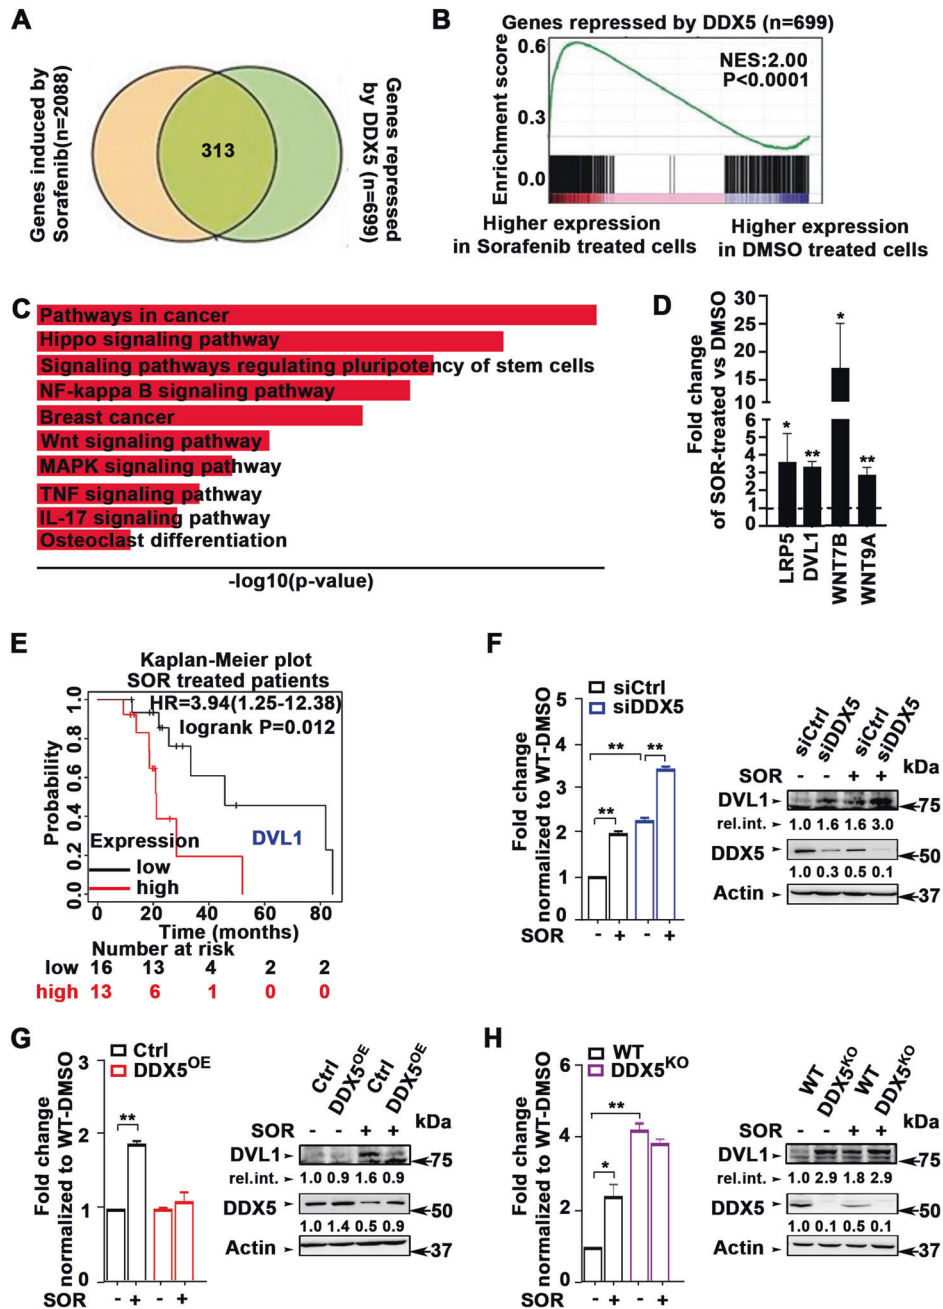 A
Genes induced by
Sorafenib(n=2088)
313
Genes repressed
by DDX5 (n=699)
B
Genes repressed by DDX5 (n=699)
Enrichment score
0.6
0.3
0.0
NES:2.00
P<0.0001
Higher expression
in Sorafenib treated cells
Higher expression
in DMSO treated cells
C
Pathways in cancer
Hippo signaling pathway
Signaling pathways regulating pluripotency of stem cells
NF-kappa B signaling pathway
Breast cancer
Wnt signaling pathway
MAPK signaling pathway
TNF signaling pathway
IL-17 signaling pathway
Osteoclast differentiation
-log10(p-value)
D
Fold change
of SOR-treated vs DMSO
30
25
20
15
10
6
4
3
2
1
0
* ** * **
LRP5
DVL1
WNT7B
WNT9A
E
Kaplan-Meier plot
SOR treated patients
HR=3.94(1.25-12.38)
logrank P=0.012
Probability
1.0
0.8
0.6
0.4
0.2
0.0
DVL1
Expression
low
high
0 20 40 60 80
Time (months)
Number at risk
low 16 13 4 2 2
high 13 6 1 0 0
F
siCtrl
siDDX5
Fold change
normalized to WT-DMSO
5
4
3
2
1
0
** ** **
SOR - + - +
siCtrl siDDX5 siCtrl siDDX5
SOR - - + + kDa
DVL1 75
rel.int. 1.0 1.6 1.6 3.0
DDX5 50
1.0 0.3 0.5 0.1
Actin 37
G
Ctrl
DDX5OE
Fold change
normalized to WT-DMSO
3
2
1
0
**
SOR - + - +
Ctrl DDX5OE Ctrl DDX5OE
kDa
SOR - - + +
DVL1 75
rel.int. 1.0 0.9 1.6 0.9
DDX5 50
1.0 1.4 0.5 0.9
Actin 37
H
WT
DDX5KO
Fold change
normalized to WT-DMSO
6
4
2
0
* **
SOR - + - +
WT DDX5KO WT DDX5KO
kDa
SOR - - + +
DVL1 75
rel.int. 1.0 2.9 1.8 2.9
DDX5 50
1.0 0.1 0.5 0.1
Actin 37